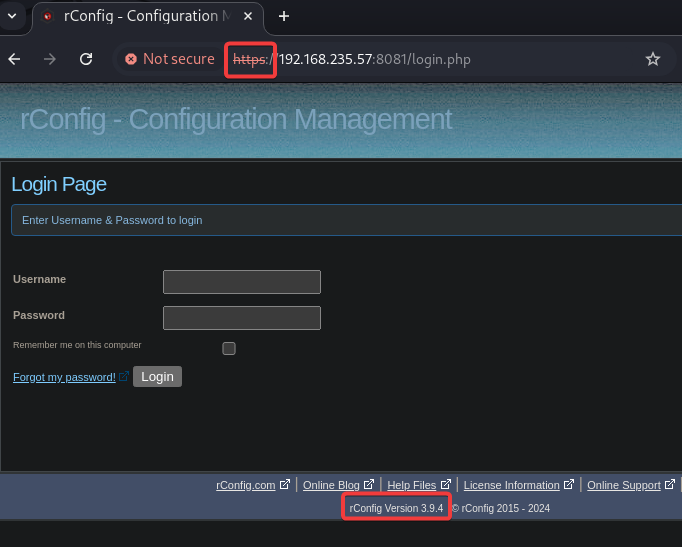 rConfig - Configuration M
Not secure https://192.168.235.57:8081/login.php
rConfig - Configuration Management
Login Page
Enter Username & Password to login
Username
Password
Remember me on this computer
Forgot my password! Login
rConfig.com | Online Blog | Help Files | License Information | Online Support |
rConfig Version 3.9.4 © rConfig 2015 - 2024